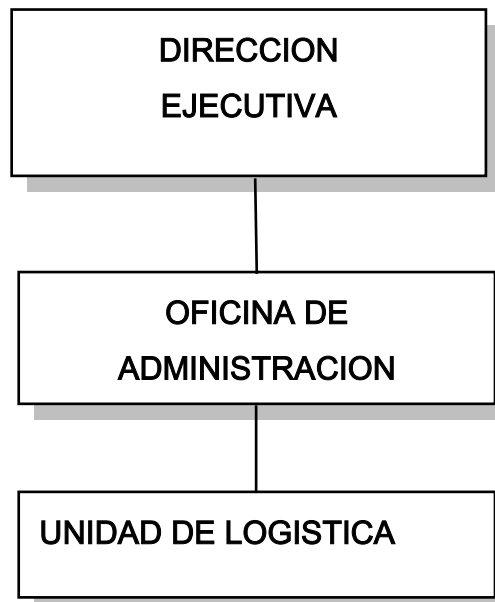 DIRECCION
EJECUTIVA
OFICINA DE
ADMINISTRACION
UNIDAD DE LOGISTICA